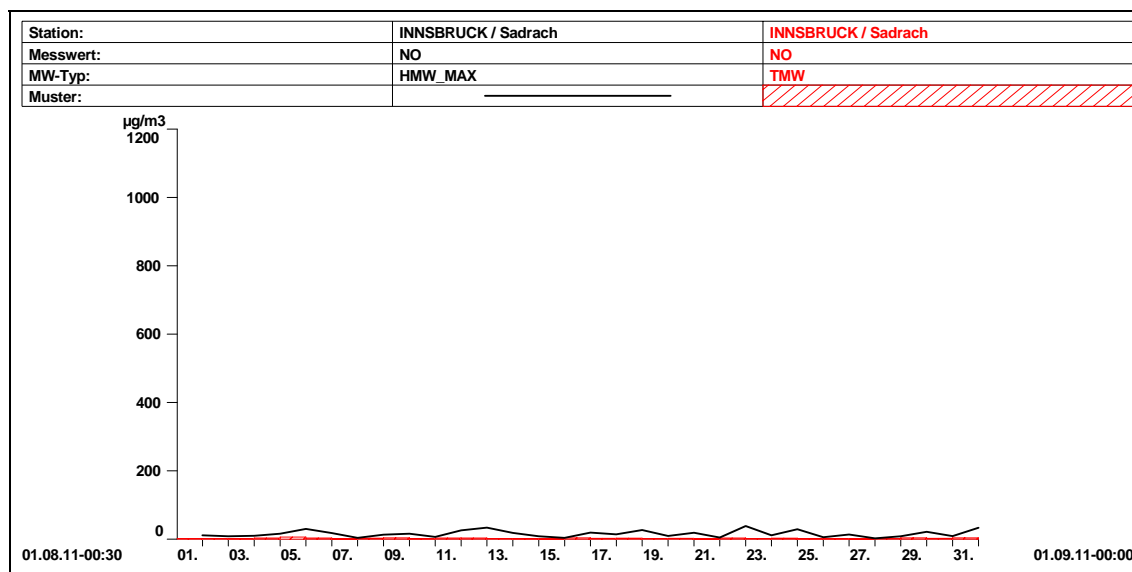 Station: INNSBRUCK / Sadrach INNSBRUCK / Sadrach
Messwert: NO NO
MW-Typ: HMW_MAX TMW
Muster:
µg/m3
1200
1000
800
600
400
200
0
01.08.11-00:30 01. 03. 05. 07. 09. 11. 13. 15. 17. 19. 21. 23. 25. 27. 29. 31. 01.09.11-00:00